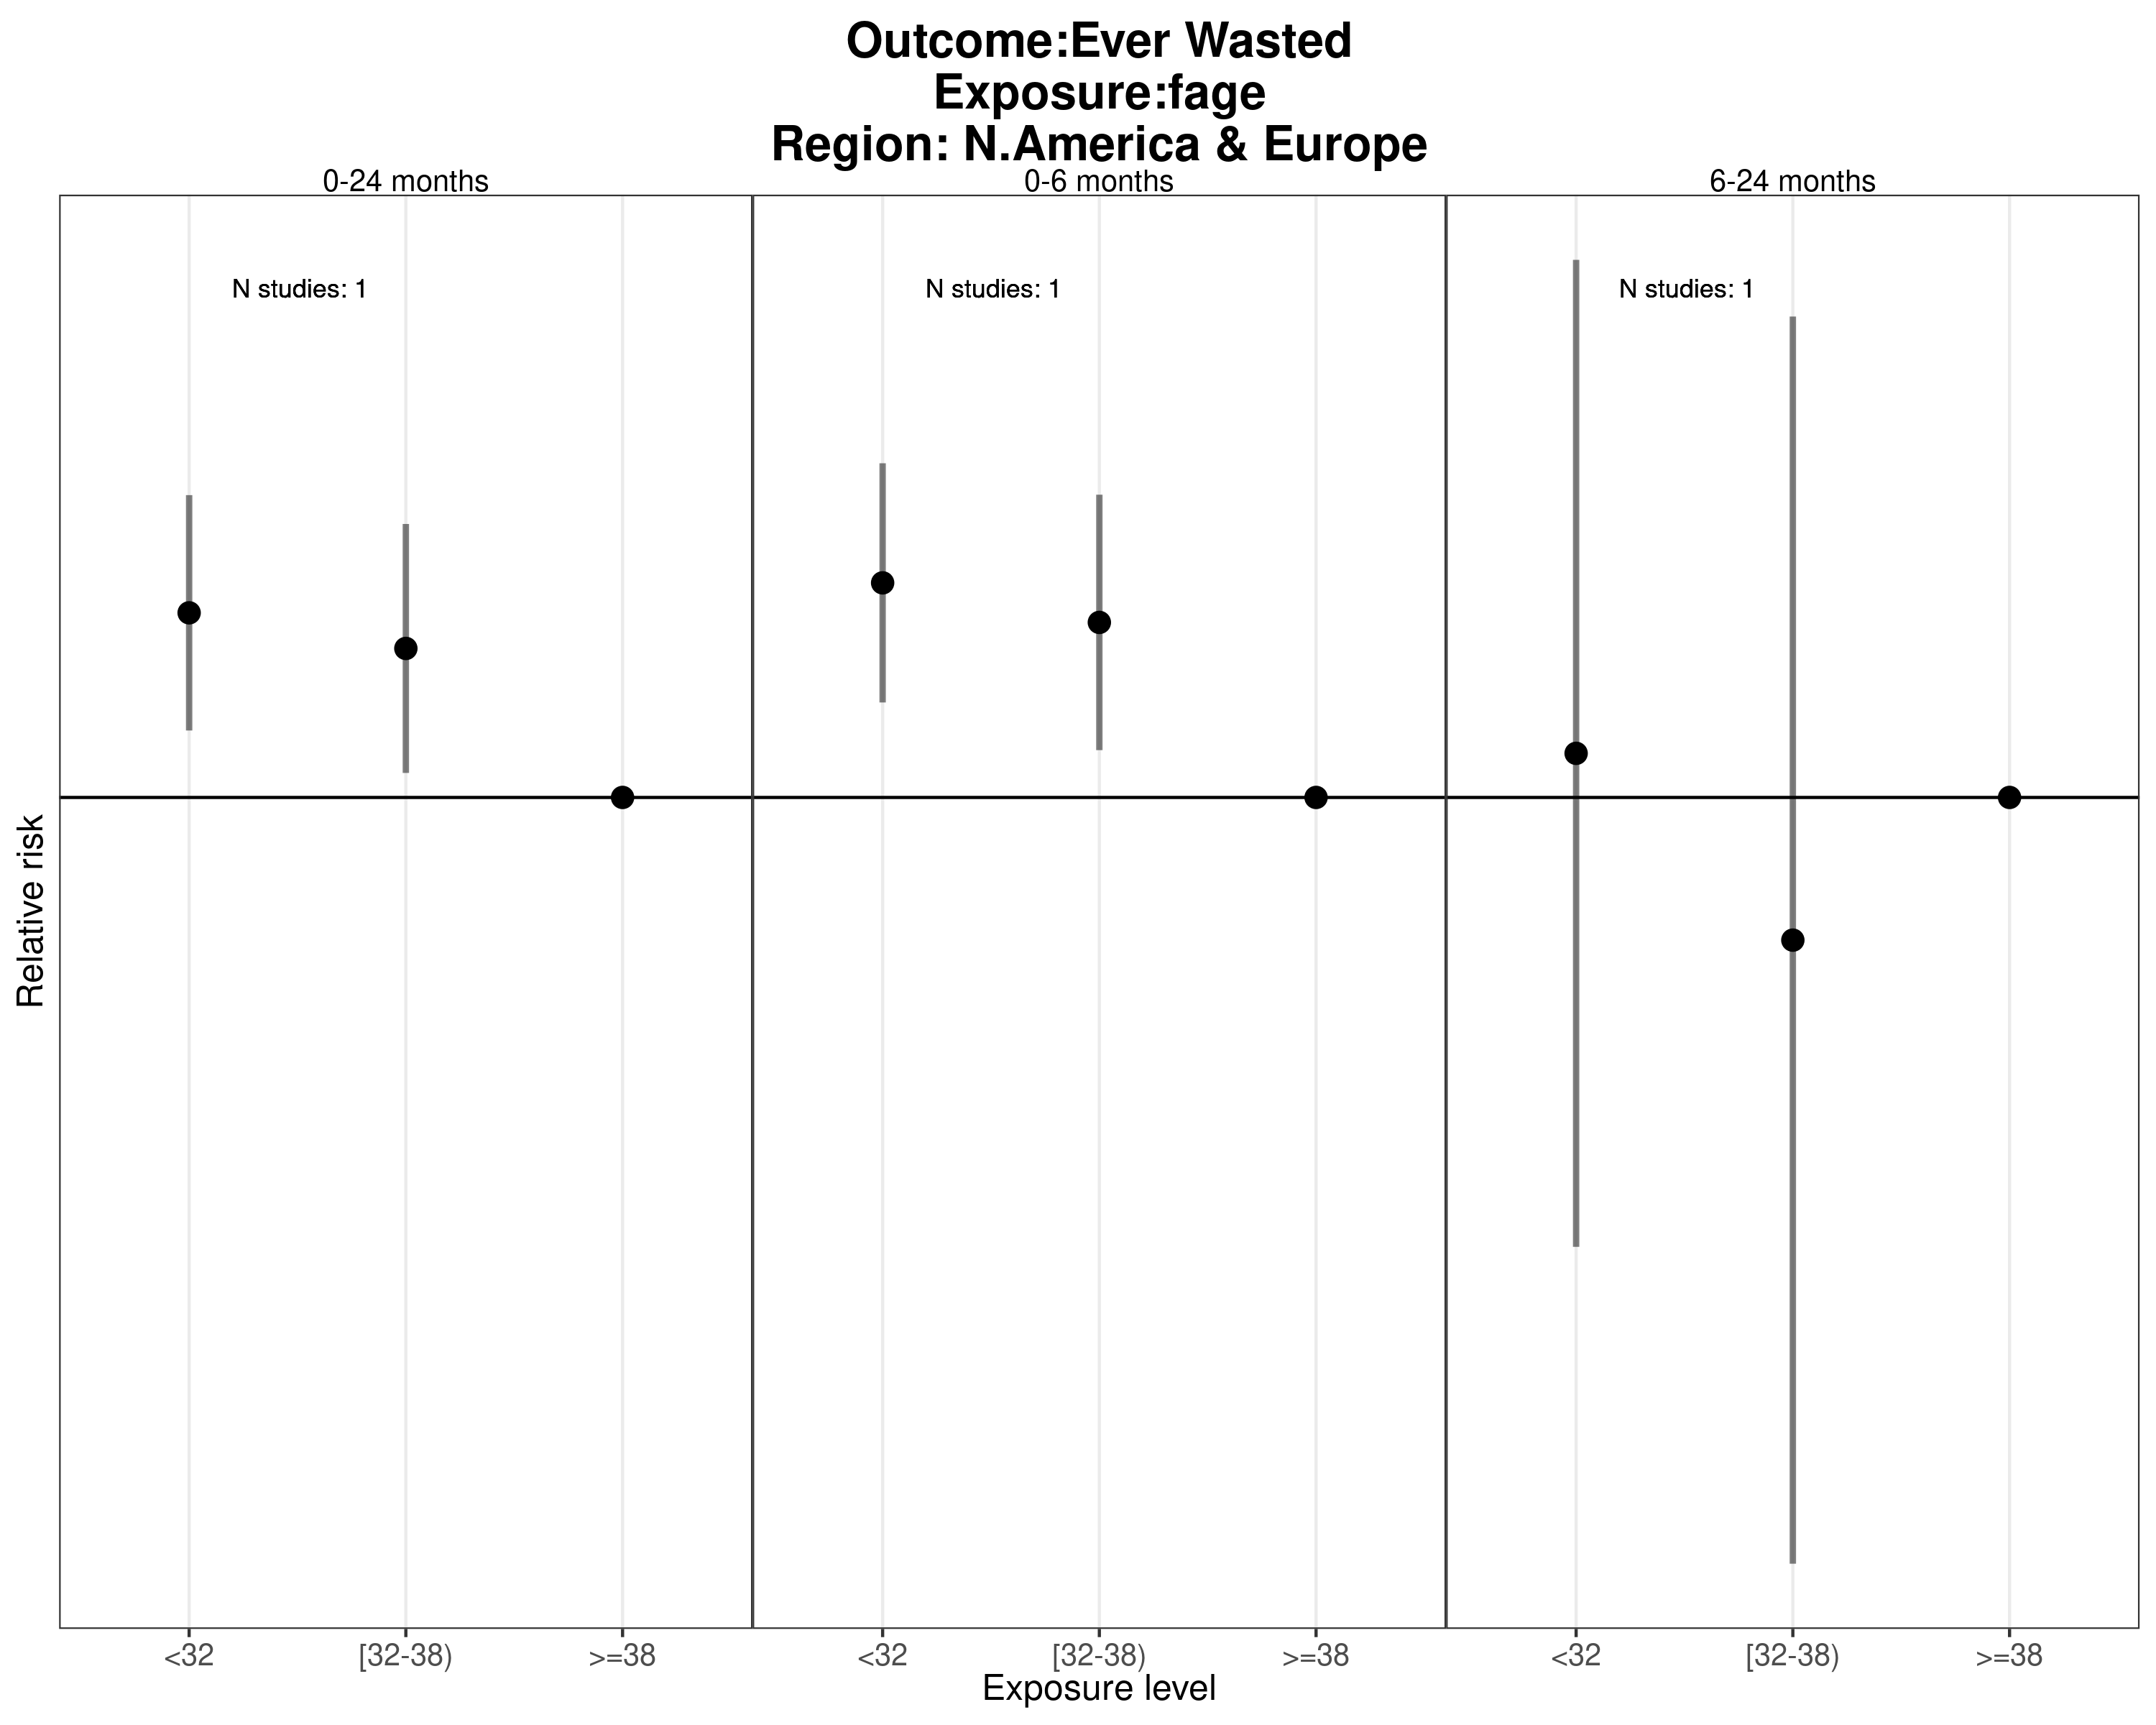 Outcome:Ever Wasted
Exposure:fage
Region: N.America & Europe
0-24 months
0-6 months
6-24 months
N studies: 1
N studies: 1
N studies: 1
Relative risk
<32
[32-38)
>=38
<32
[32-38)
>=38
<32
[32-38)
>=38
Exposure level